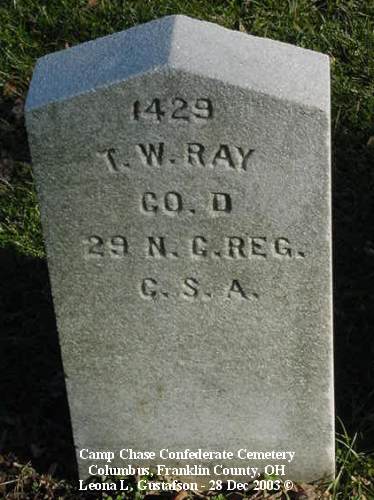 1429
T. W. RAY
CO. D
29 N. C. REG.
C. S. A.
Camp Chase Confederate Cemetery
Columbus, Franklin County, OH
Leona L. Gustafson - 28 Dec 2003 ©